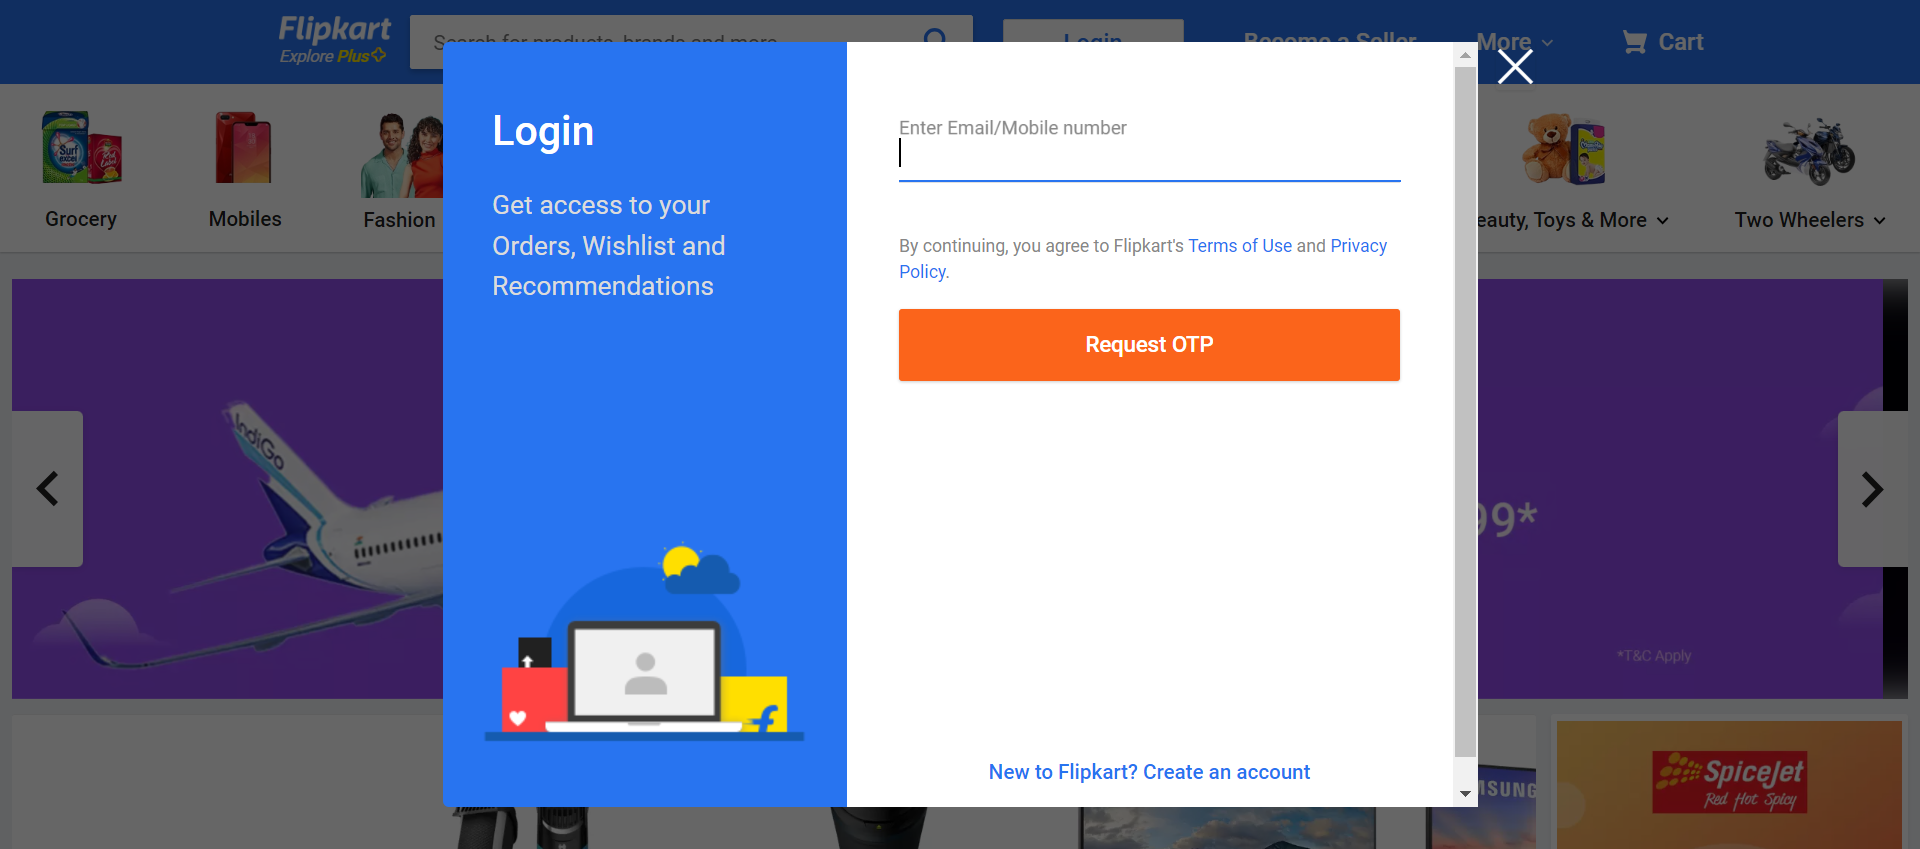 Flipkart
Explore Plus
Search for products, brands and more
Login
Become a Seller
More
Cart
Grocery
Mobiles
Fashion
eauty, Toys & More
Two Wheelers
Surf
excel
Login
Get access to your
Orders, Wishlist and
Recommendations
Enter Email/Mobile number
By continuing, you agree to Flipkart's Terms of Use and Privacy
Policy.
Request OTP
New to Flipkart? Create an account
IndiGo
99*
*T&C Apply
MSUNG
SpiceJet
Red Hot Spicy